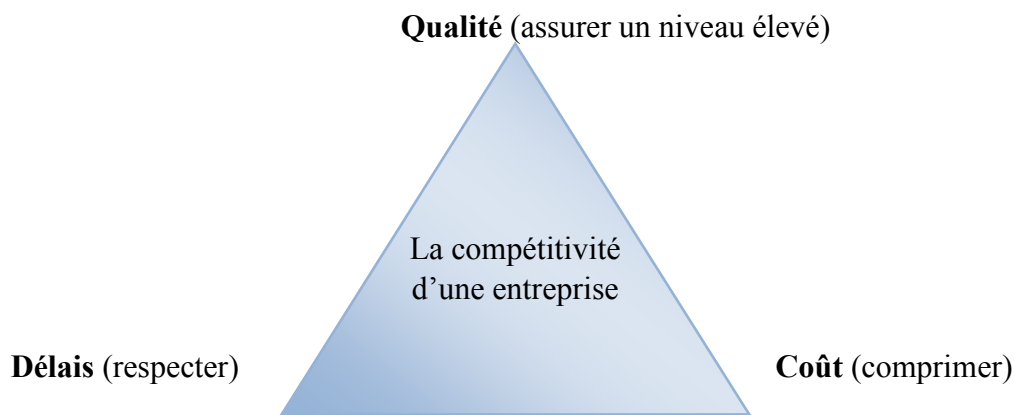 Qualité (assurer un niveau élevé)
La compétitivité
d’une entreprise
Délais (respecter)
Coût (comprimer)